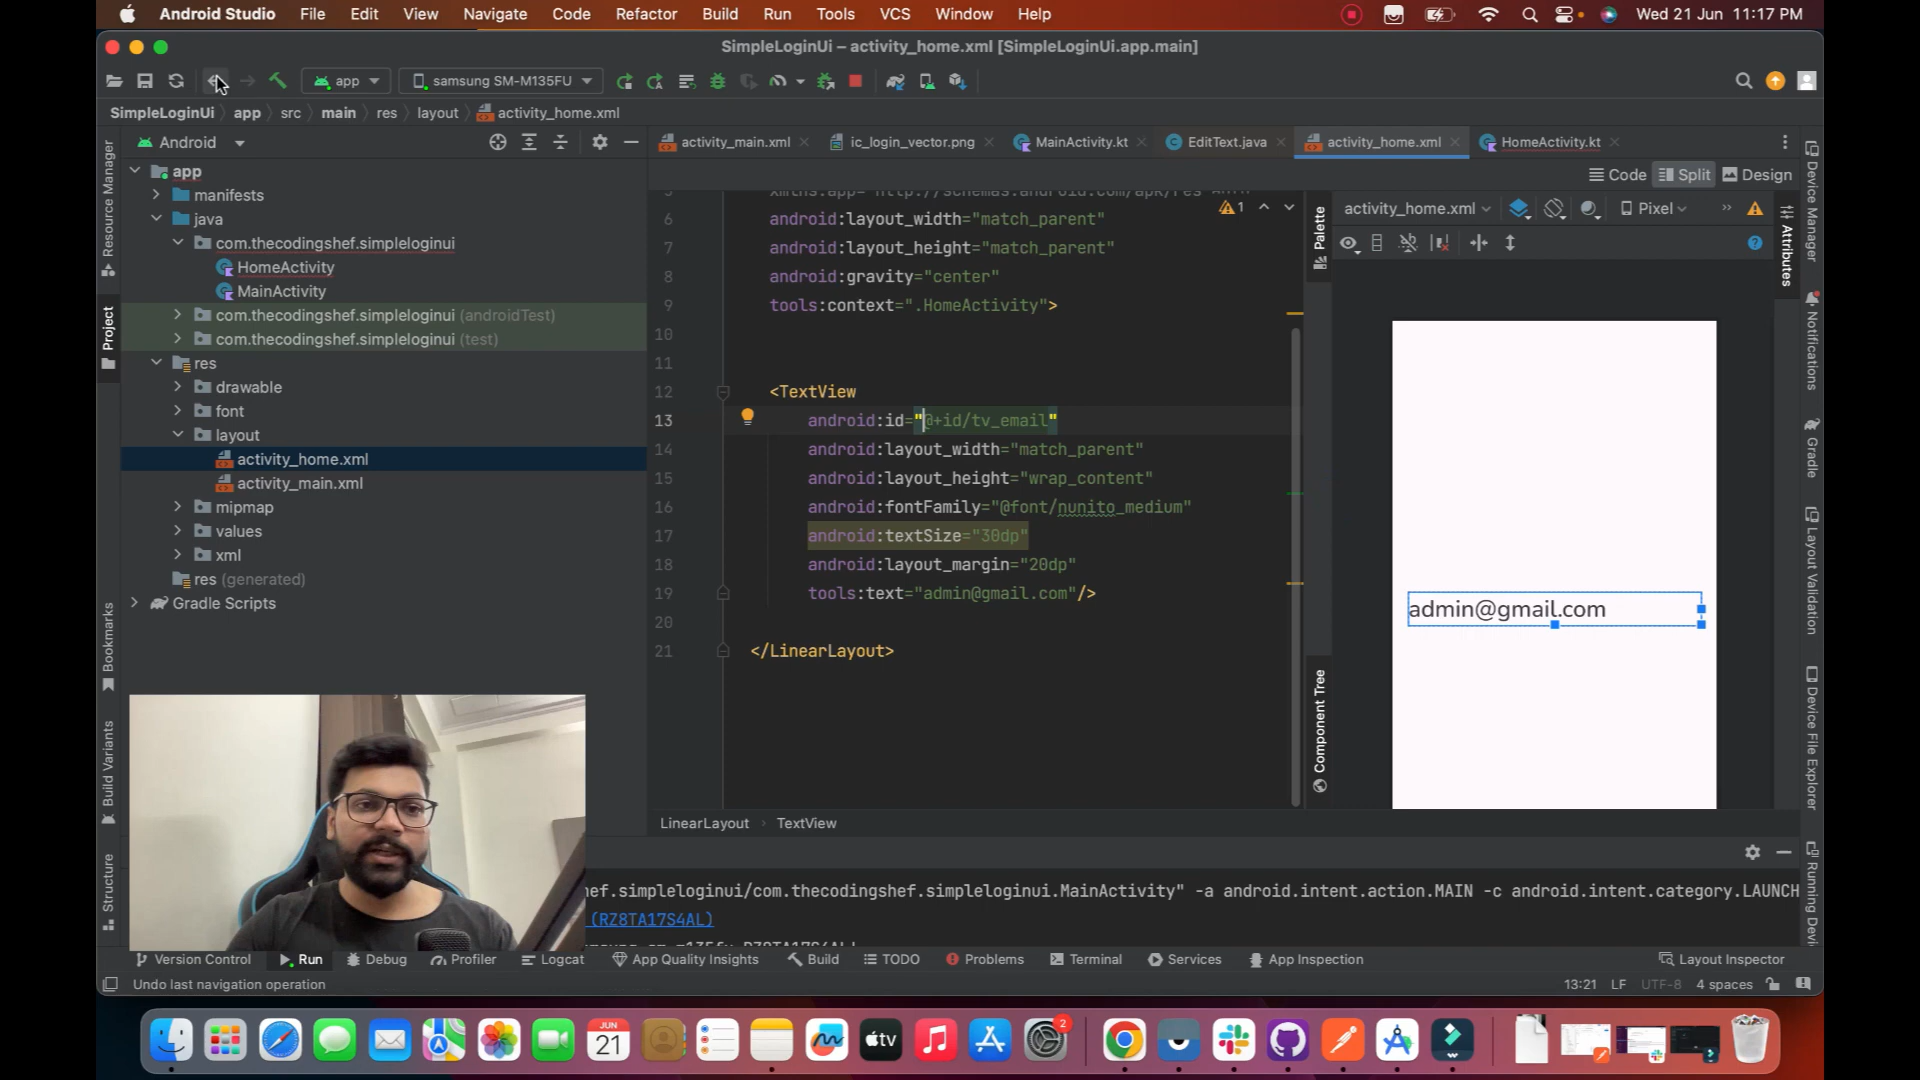 Android Studio File Edit View Navigate Code Refactor Build Run Tools VCS Window Help Wed 21 Jun 11:17 PM
SimpleLoginUi – activity_home.xml [SimpleLoginUi.app.main]
app samsung SM-M135FU
SimpleLoginUi app src main res layout activity_home.xml
Android
activity_main.xml ic_login_vector.png MainActivity.kt EditText.java activity_home.xml HomeActivity.kt
Code Split Design
Resource Manager
Project
Bookmarks
Build Variants
Structure
app
manifests
java
com.thecodingshef.simpleloginui
HomeActivity
MainActivity
com.thecodingshef.simpleloginui (androidTest)
com.thecodingshef.simpleloginui (test)
res
drawable
font
layout
activity_home.xml
activity_main.xml
mipmap
values
xml
res (generated)
Gradle Scripts
1
6 android:layout_width="match_parent"
7 android:layout_height="match_parent"
8 android:gravity="center"
9 tools:context=".HomeActivity">
10
11
12 <TextView
13 android:id="@+id/tv_email"
14 android:layout_width="match_parent"
15 android:layout_height="wrap_content"
16 android:fontFamily="@font/nunito_medium"
17 android:textSize="30dp"
18 android:layout_margin="20dp"
19 tools:text="admin@gmail.com"/>
20
21 </LinearLayout>
LinearLayout TextView
Palette
Component Tree
activity_home.xml Pixel
admin@gmail.com
Attributes
Device Manager
Notifications
Gradle
Layout Validation
Device File Explorer
Running Devi
hef.simpleloginui/com.thecodingshef.simpleloginui.MainActivity" -a android.intent.action.MAIN -c android.intent.category.LAUNCH
(RZ8TA17S4AL)
Version Control Run Debug Profiler Logcat App Quality Insights Build TODO Problems Terminal Services App Inspection Layout Inspector
Undo last navigation operation 13:21 LF UTF-8 4 spaces
JUN
21
tv
2